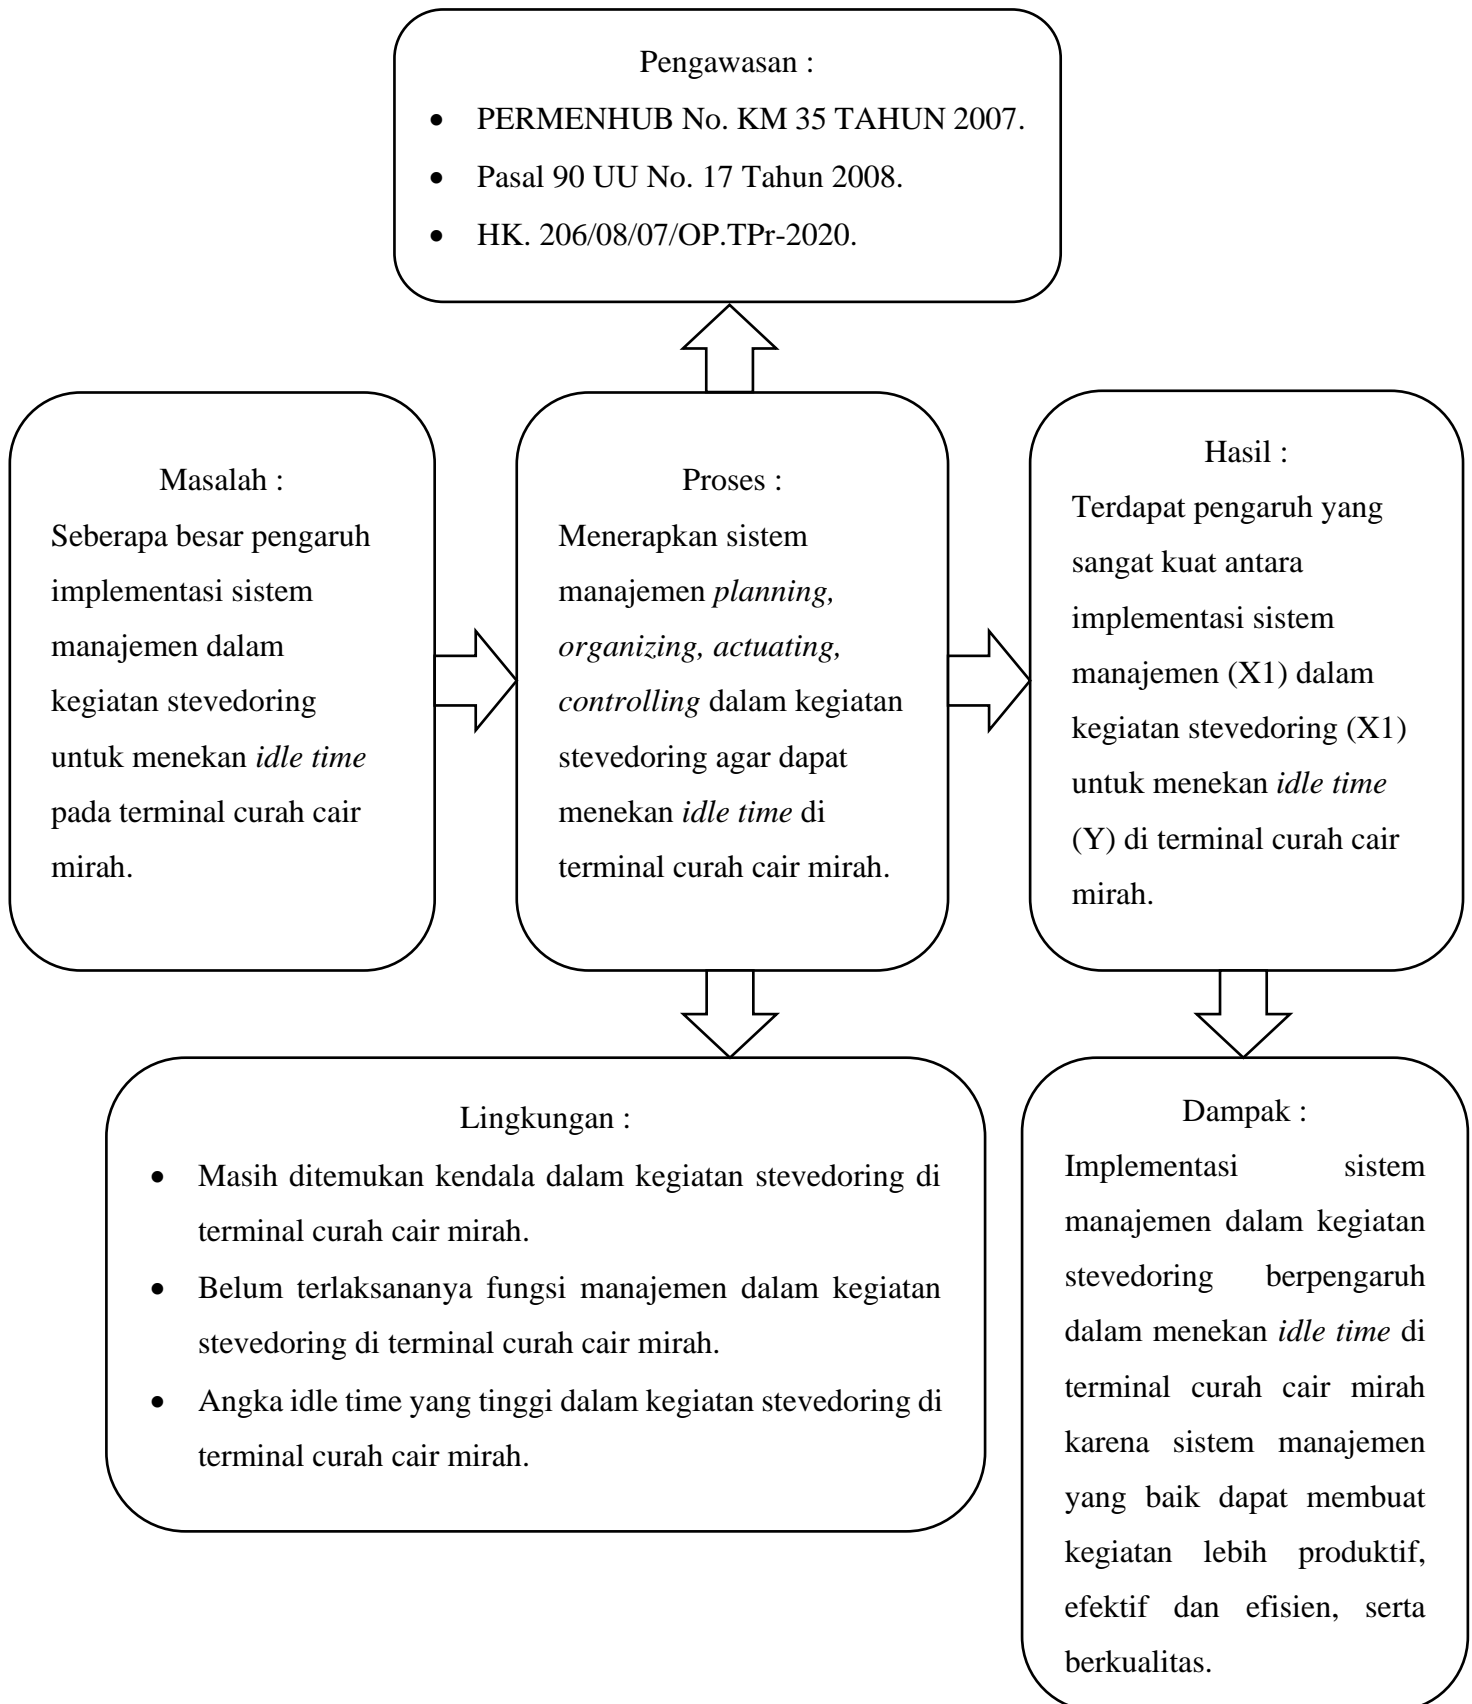 Pengawasan :
• PERMENHUB No. KM 35 TAHUN 2007.
• Pasal 90 UU No. 17 Tahun 2008.
• HK. 206/08/07/OP.TPr-2020.
Masalah :
Seberapa besar pengaruh
implementasi sistem
manajemen dalam
kegiatan stevedoring
untuk menekan idle time
pada terminal curah cair
mirah.
Proses :
Menerapkan sistem
manajemen planning,
organizing, actuating,
controlling dalam kegiatan
stevedoring agar dapat
menekan idle time di
terminal curah cair mirah.
Hasil :
Terdapat pengaruh yang
sangat kuat antara
implementasi sistem
manajemen (X1) dalam
kegiatan stevedoring (X1)
untuk menekan idle time
(Y) di terminal curah cair
mirah.
Lingkungan :
• Masih ditemukan kendala dalam kegiatan stevedoring di
terminal curah cair mirah.
• Belum terlaksananya fungsi manajemen dalam kegiatan
stevedoring di terminal curah cair mirah.
• Angka idle time yang tinggi dalam kegiatan stevedoring di
terminal curah cair mirah.
Dampak :
Implementasi sistem
manajemen dalam kegiatan
stevedoring berpengaruh
dalam menekan idle time di
terminal curah cair mirah
karena sistem manajemen
yang baik dapat membuat
kegiatan lebih produktif,
efektif dan efisien, serta
berkualitas.